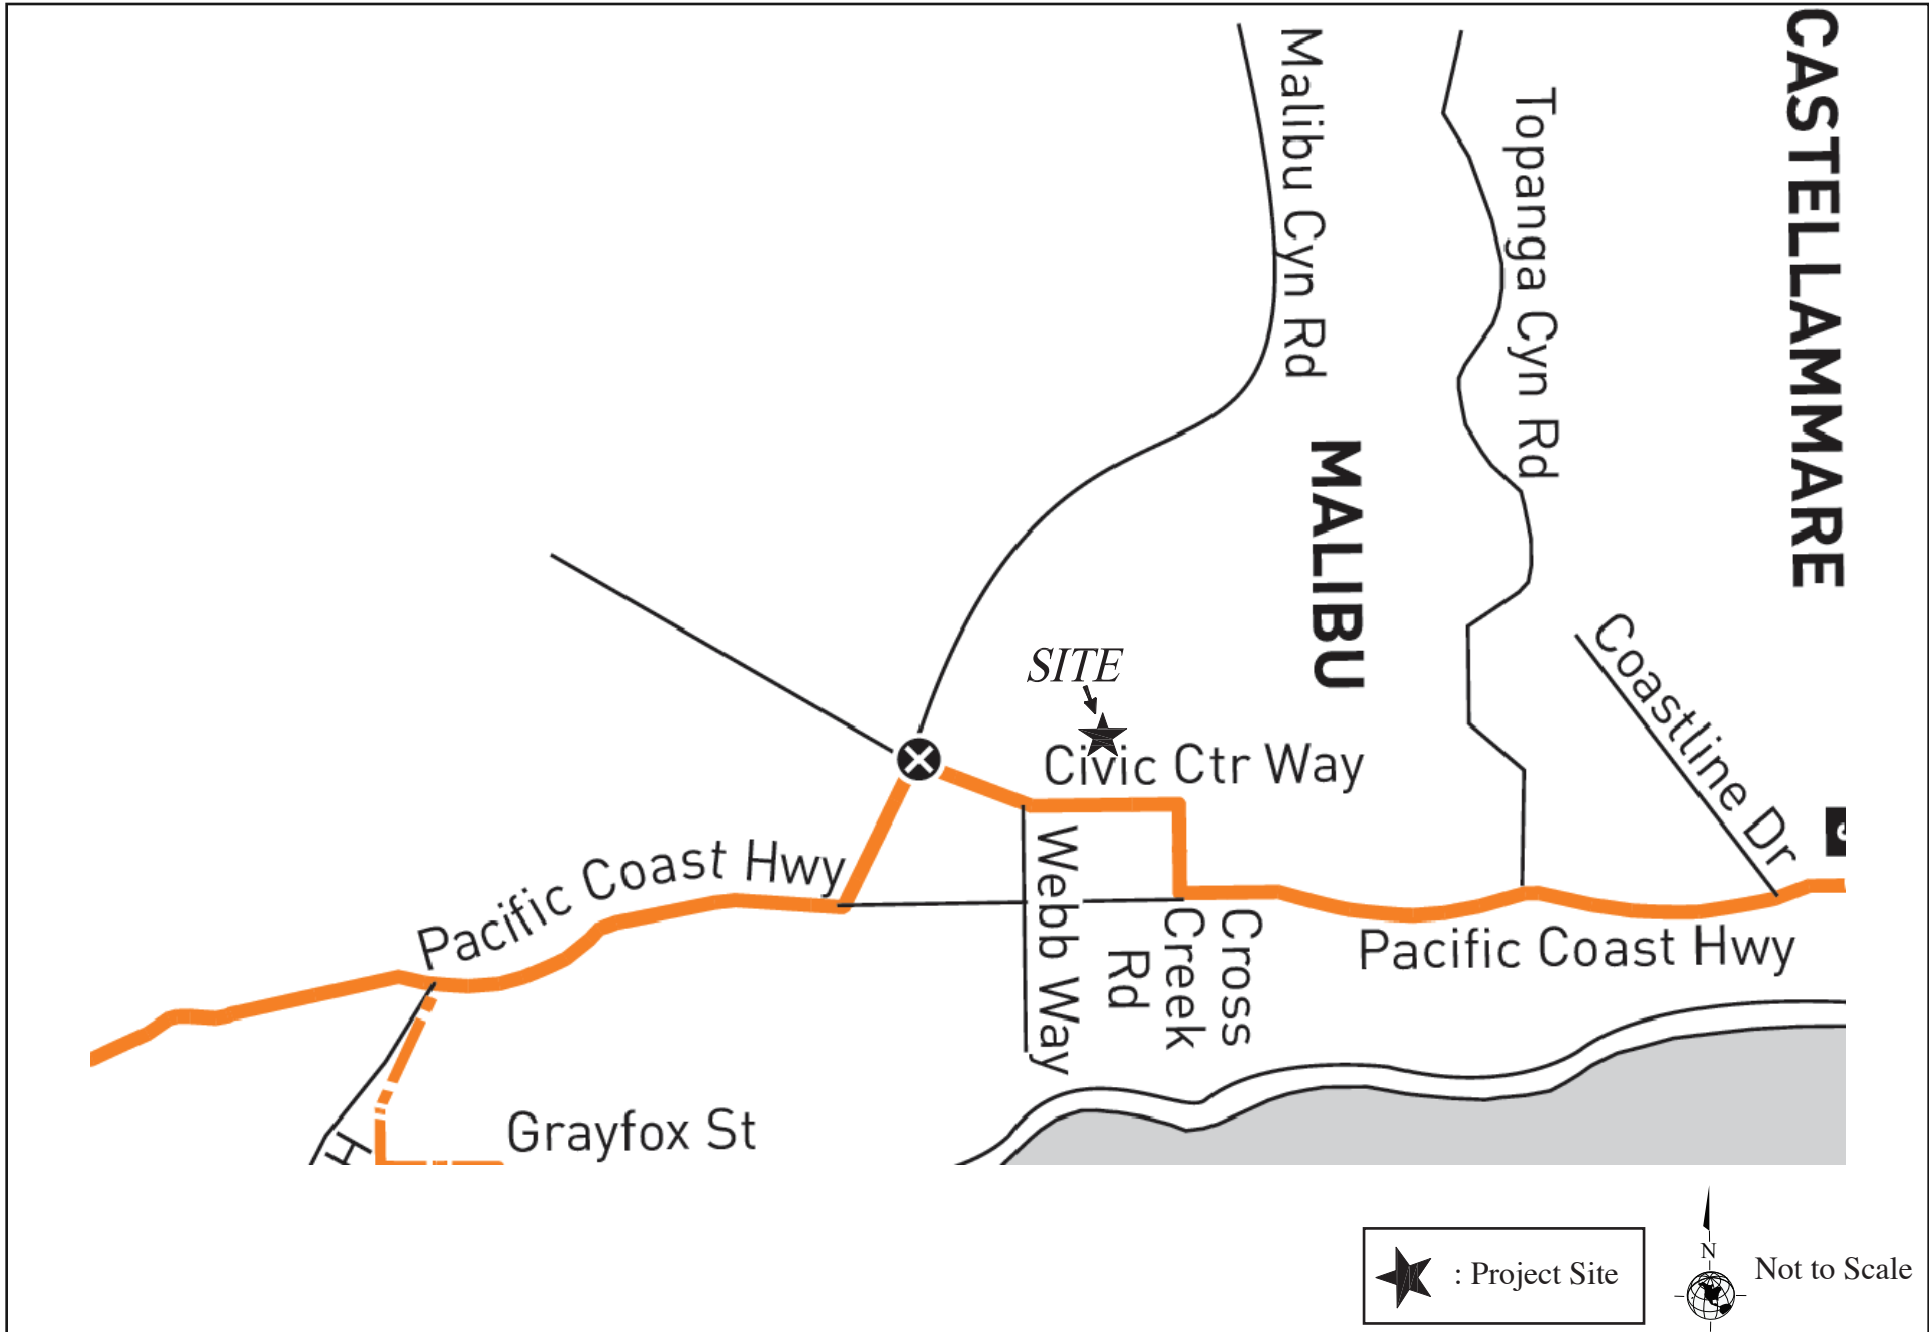 CASTELLAMMARE
Malibu Cyn Rd
Topanga Cyn Rd
MALIBU
Coastline Dr
SITE
Civic Ctr Way
Pacific Coast Hwy
Webb Way
Cross
Creek
Rd
Pacific Coast Hwy
Grayfox St
H
: Project Site
N
Not to Scale